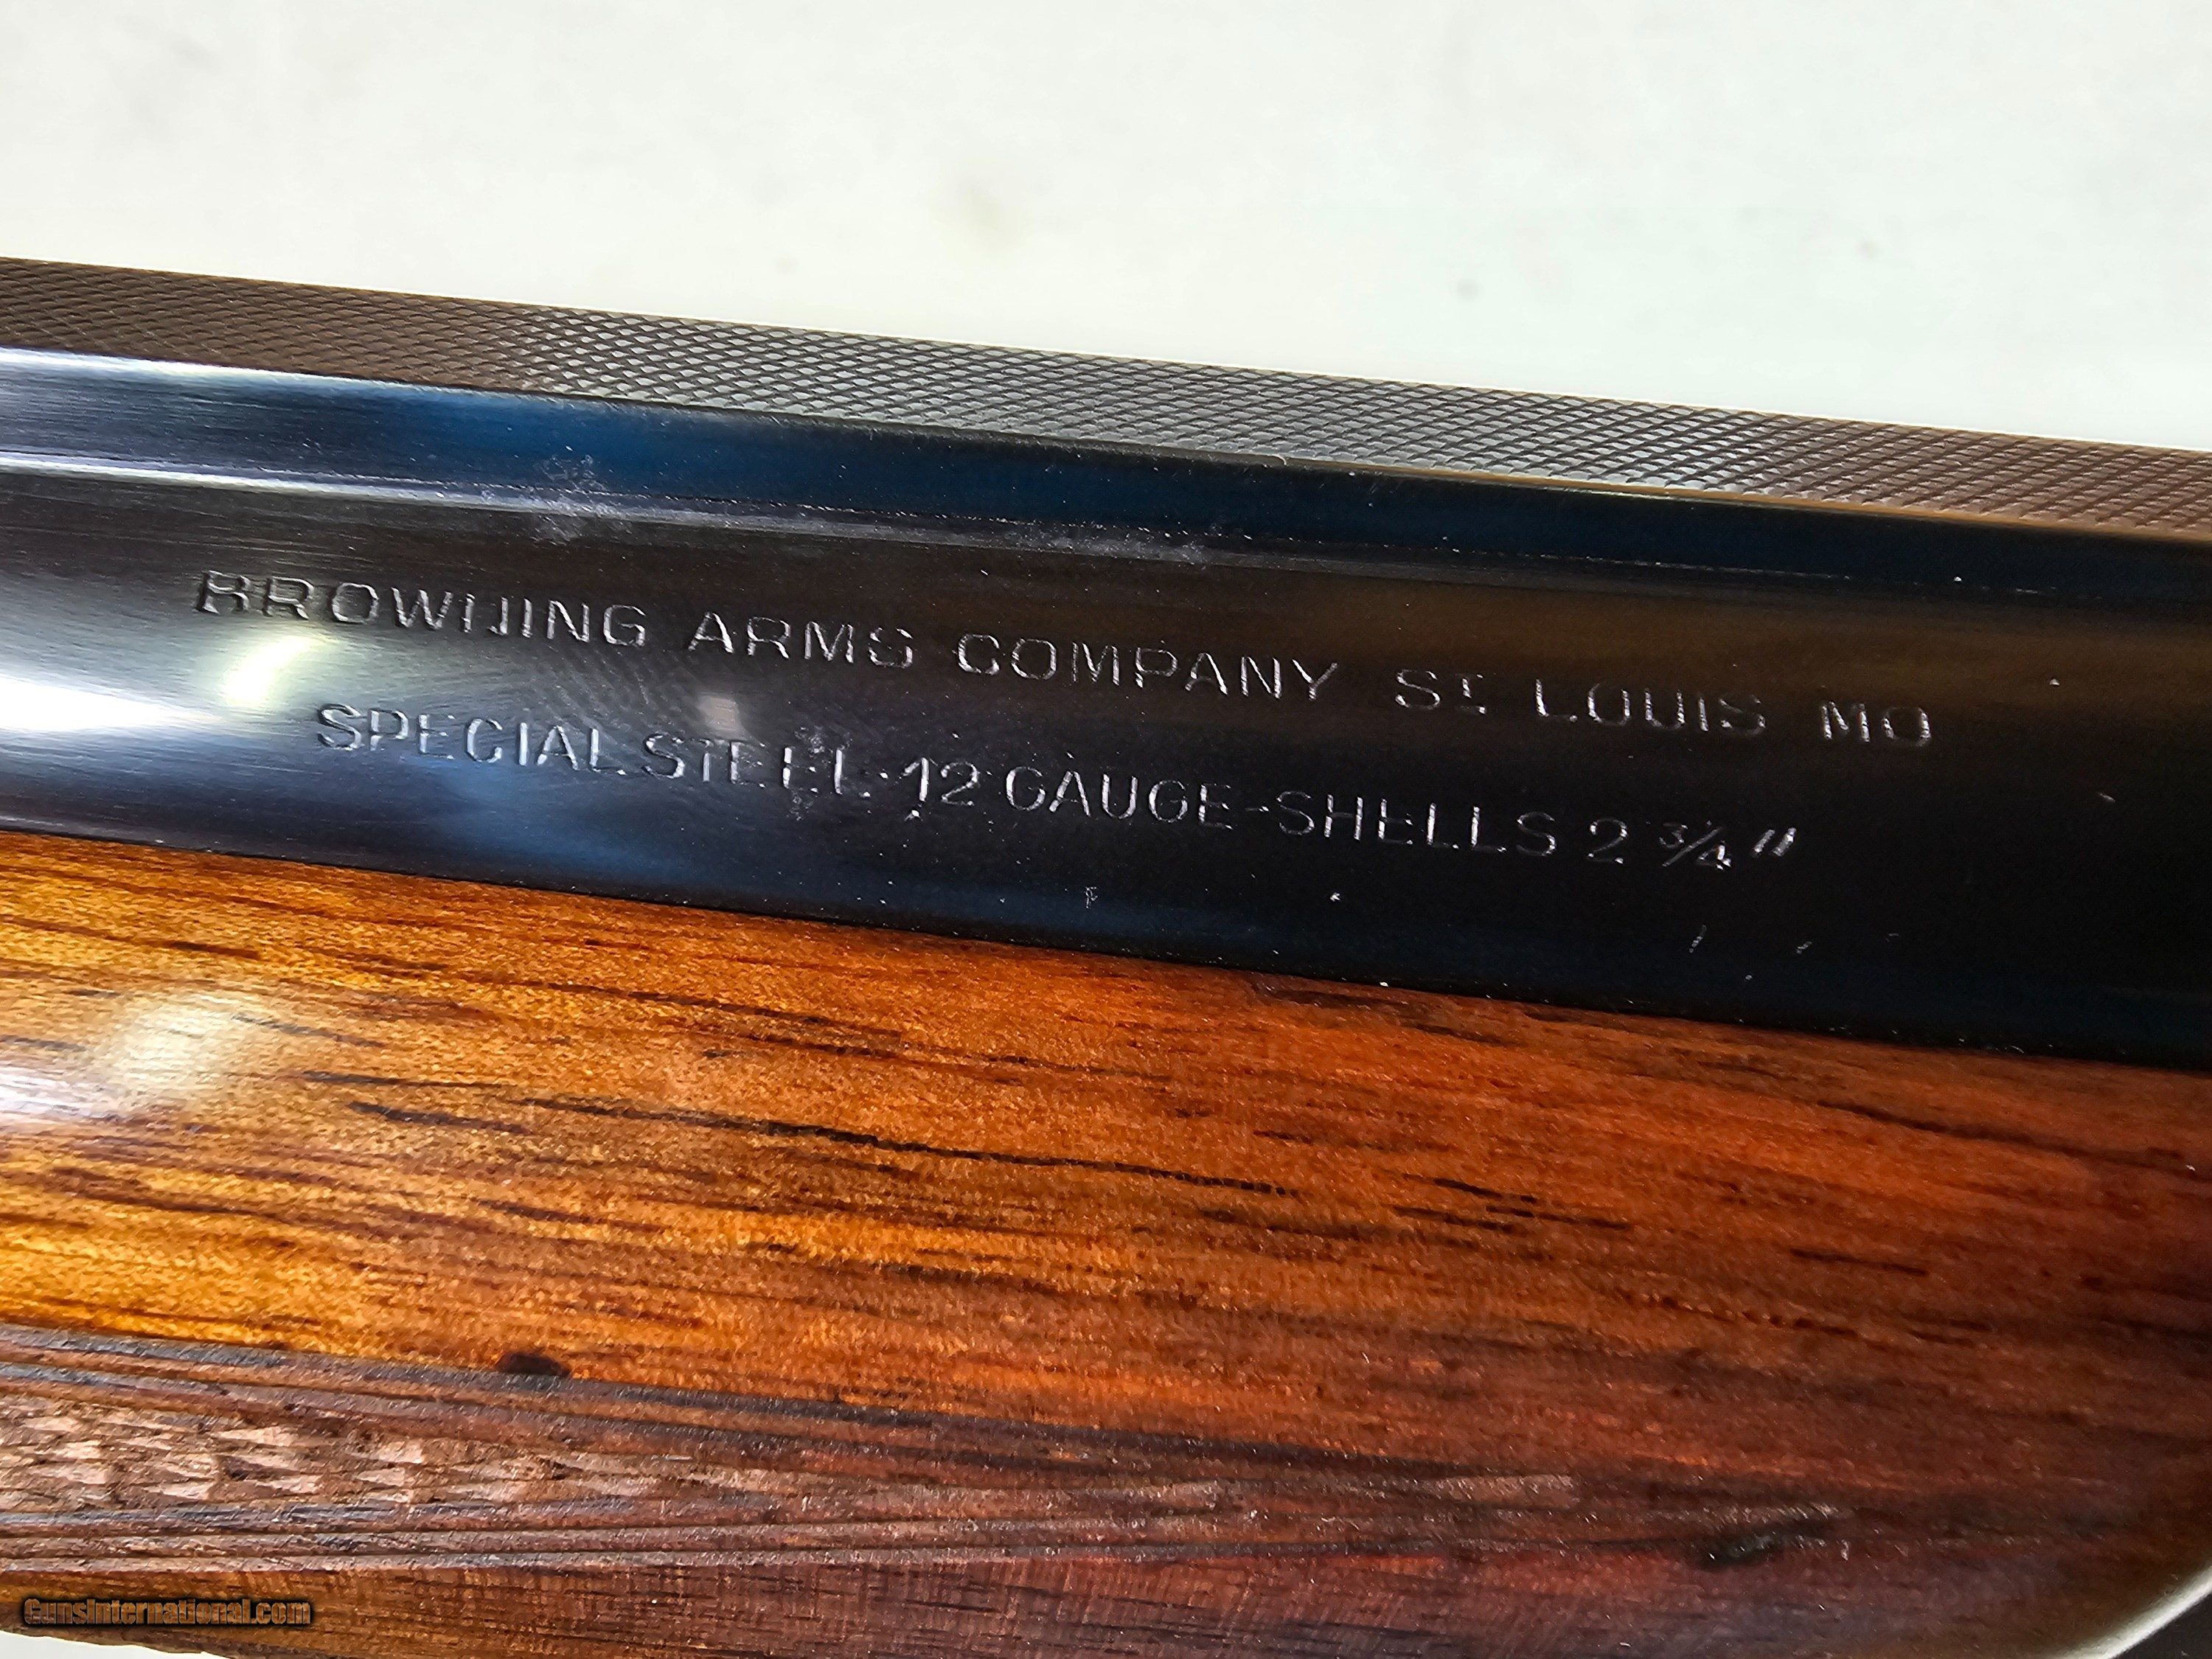 BROWNING ARMS COMPANY ST LOUIS MO
SPECIAL STEEL-12 GAUGE-SHELLS 2 ¾"
GunsInternational.com